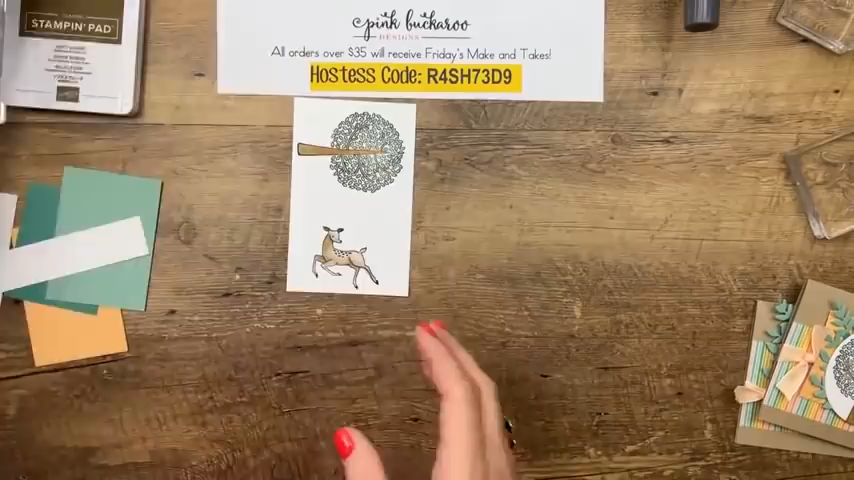 STAMPIN' PAD
pink buckaroo
DESIGNS
All orders over $35 will receive Friday's Make and Takes!
Hostess Code: R4SH73D9